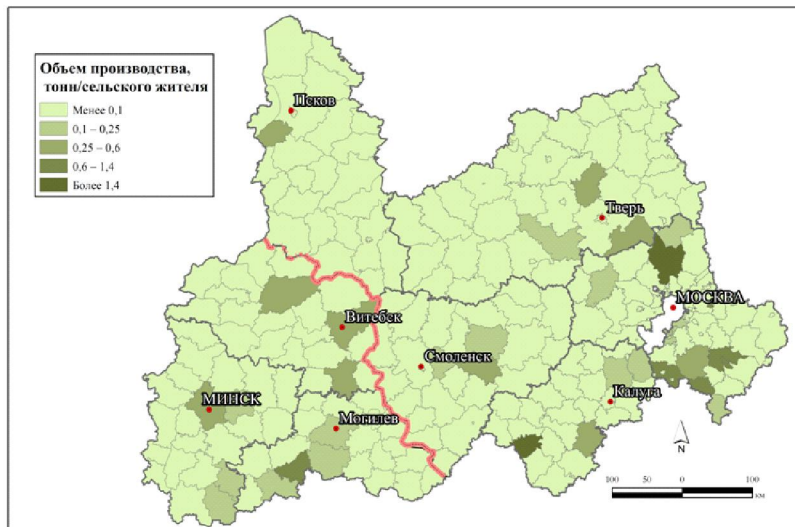 Объем производства,
тонн/сельского жителя
Менее 0,1
0,1 – 0,25
0,25 – 0,6
0,6 - 1,4
Более 1,4
Псков
Тверь
МОСКВА
Витебск
Смоленск
Калуга
МИНСК
Могилев
N
100 50 0 100
км